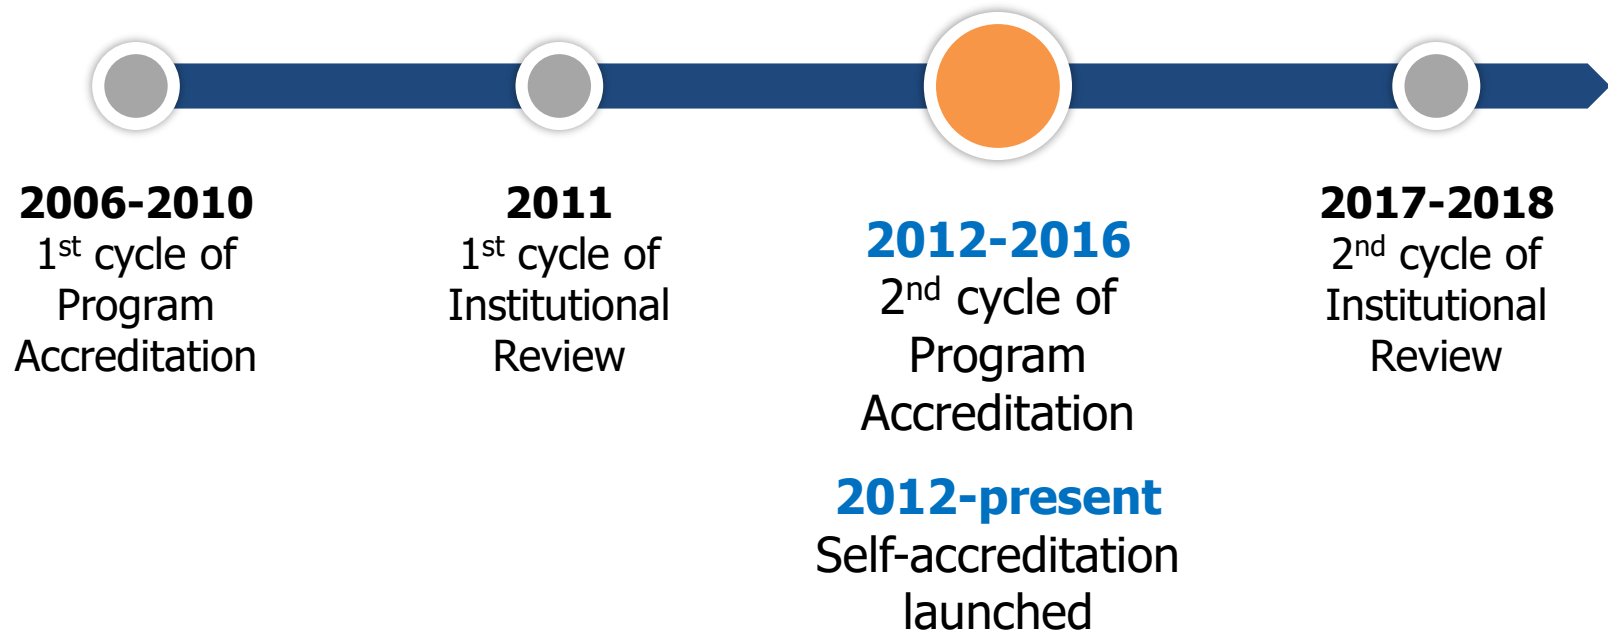 2006-2010
1st cycle of
Program
Accreditation
2011
1st cycle of
Institutional
Review
2012-2016
2nd cycle of
Program
Accreditation
2012-present
Self-accreditation
launched
2017-2018
2nd cycle of
Institutional
Review